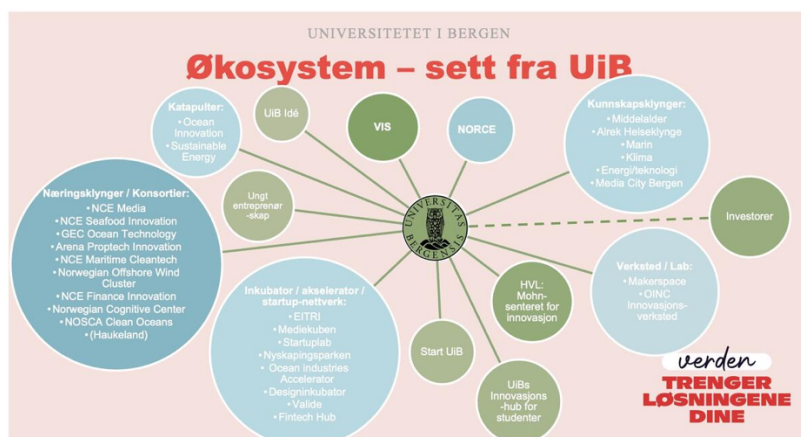 UNIVERSITETET I BERGEN
Økosystem – sett fra UiB
Katapulter:
• Ocean
Innovation
• Sustainable
Energy
UiB Idé
VIS
NORCE
Kunnskapsklynger:
• Middelalder
• Alrek Helseklynge
• Marin
• Klima
• Energi/teknologi
• Media City Bergen
Næringsklynger / Konsortier:
• NCE Media
• NCE Seafood Innovation
• GEC Ocean Technology
• Arena Proptech Innovation
• NCE Maritime Cleantech
• Norwegian Offshore Wind
Cluster
• NCE Finance Innovation
• Norwegian Cognitive Center
• NOSCA Clean Oceans
• (Haukeland)
Ungt
entreprenør
-skap
UNIVERSITAS
BERGENSIS
Investorer
Inkubator / akselerator /
startup-nettverk:
• EITRI
• Mediekuben
• Startuplab
• Nyskapingsparken
• Ocean industries
Accelerator
• Designinkubator
• Valide
• Fintech Hub
Start UiB
HVL:
Mohn-
senteret for
innovasjon
UiBs
Innovasjons
-hub for
studenter
Verksted / Lab:
• Makerspace
• OINC
Innovasjons-
verksted
verden
TRENGER
LØSNINGENE
DINE